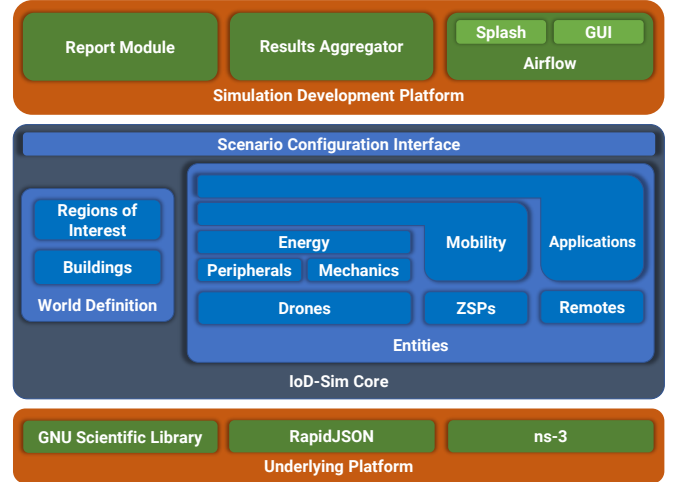 Report Module
Results Aggregator
Splash
GUI
Airflow
Simulation Development Platform
Scenario Configuration Interface
Regions of
Interest
Buildings
World Definition
Energy
Peripherals
Mechanics
Mobility
Applications
Drones
ZSPs
Remotes
Entities
IoD-Sim Core
GNU Scientific Library
RapidJSON
ns-3
Underlying Platform